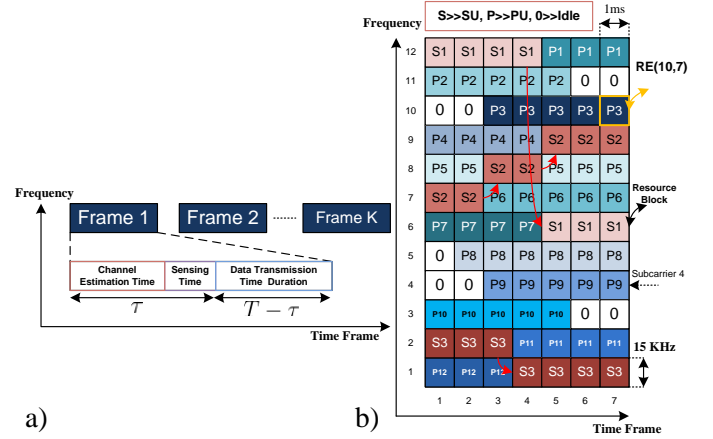 S>>SU, P>>PU, 0>>Idle
1ms
Frequency
12 S1 S1 S1 S1 P1 P1 P1
RE(10,7)
11 P2 P2 P2 P2 P2 0 0
10 0 0 P3 P3 P3 P3 P3
9 P4 P4 P4 P4 S2 S2 S2
8 P5 P5 S2 S2 P5 P5 P5
7 S2 S2 P6 P6 P6 P6 P6
Resource
Block
6 P7 P7 P7 P7 S1 S1 S1
5 0 P8 P8 P8 P8 P8 P8
Subcarrier 4
4 0 0 P9 P9 P9 P9 P9
3 P10 P10 P10 P10 P10 0 0
2 S3 S3 S3 P11 P11 P11 P11
15 KHz
1 P12 P12 P12 S3 S3 S3 S3
1 2 3 4 5 6 7
Time Frame
b)
Frequency
Frame 1 Frame 2 ...... Frame K
Channel
Estimation Time
Sensing
Time
Data Transmission
Time Duration
τ T − τ
Time Frame
a)